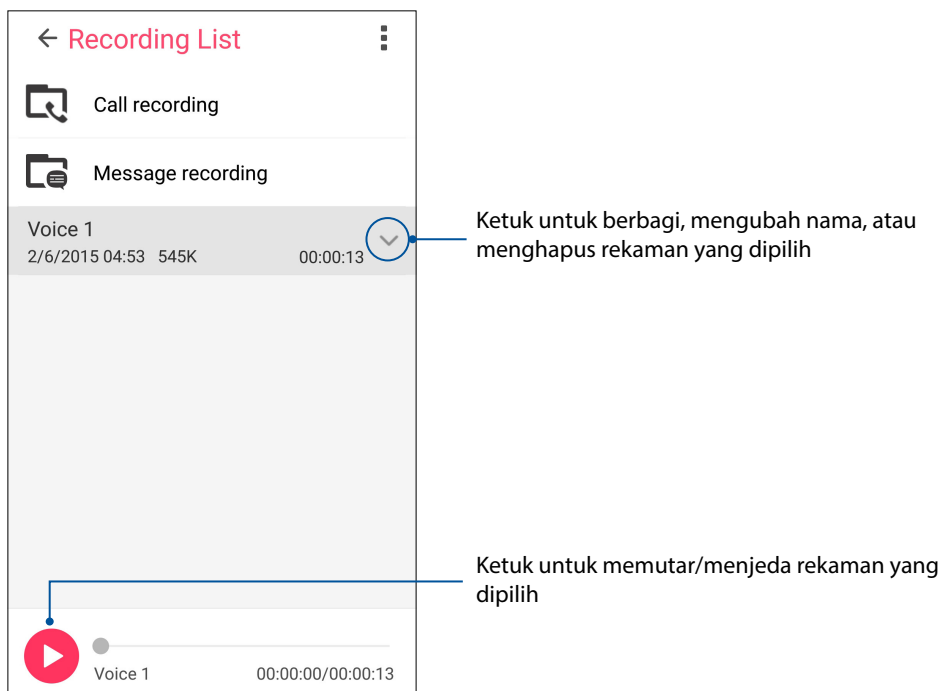 Recording List
Call recording
Message recording
Voice 1
2/6/2015 04:53 545K 00:00:13
Ketuk untuk berbagi, mengubah nama, atau
menghapus rekaman yang dipilih
Ketuk untuk memutar/menjeda rekaman yang
dipilih
Voice 1 00:00:00/00:00:13